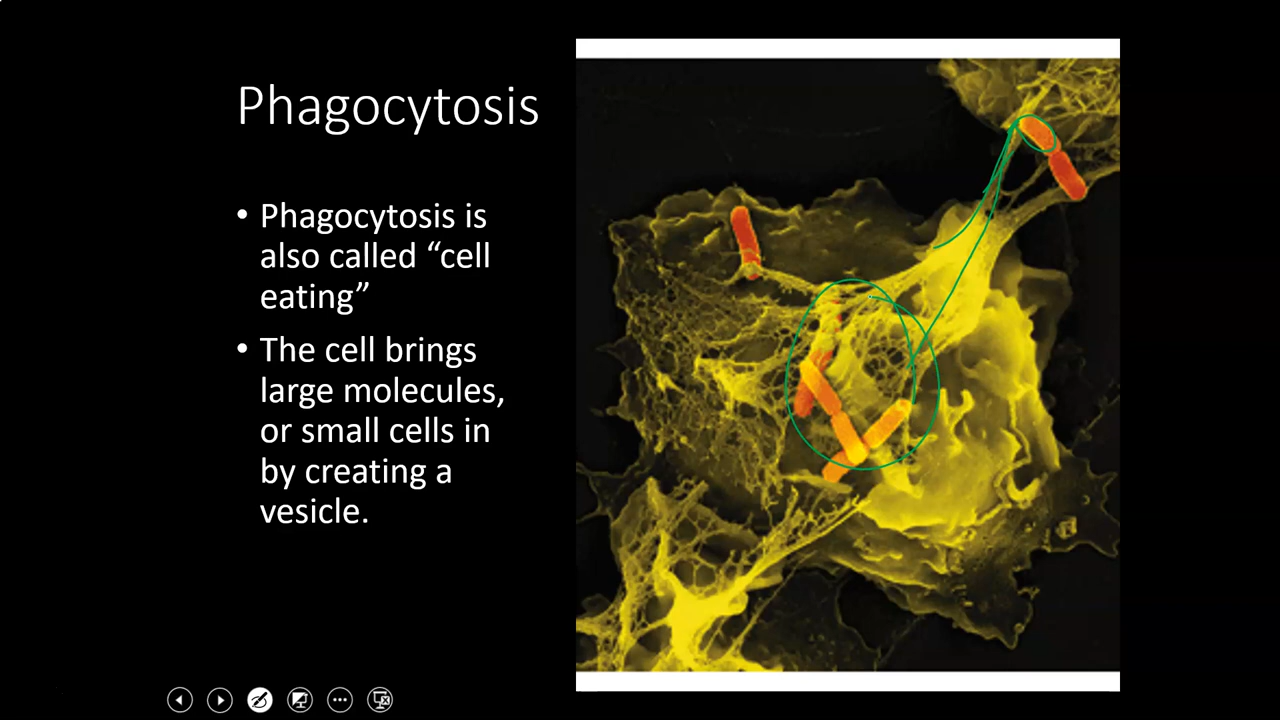 Phagocytosis
• Phagocytosis is
also called “cell
eating”
• The cell brings
large molecules,
or small cells in
by creating a
vesicle.